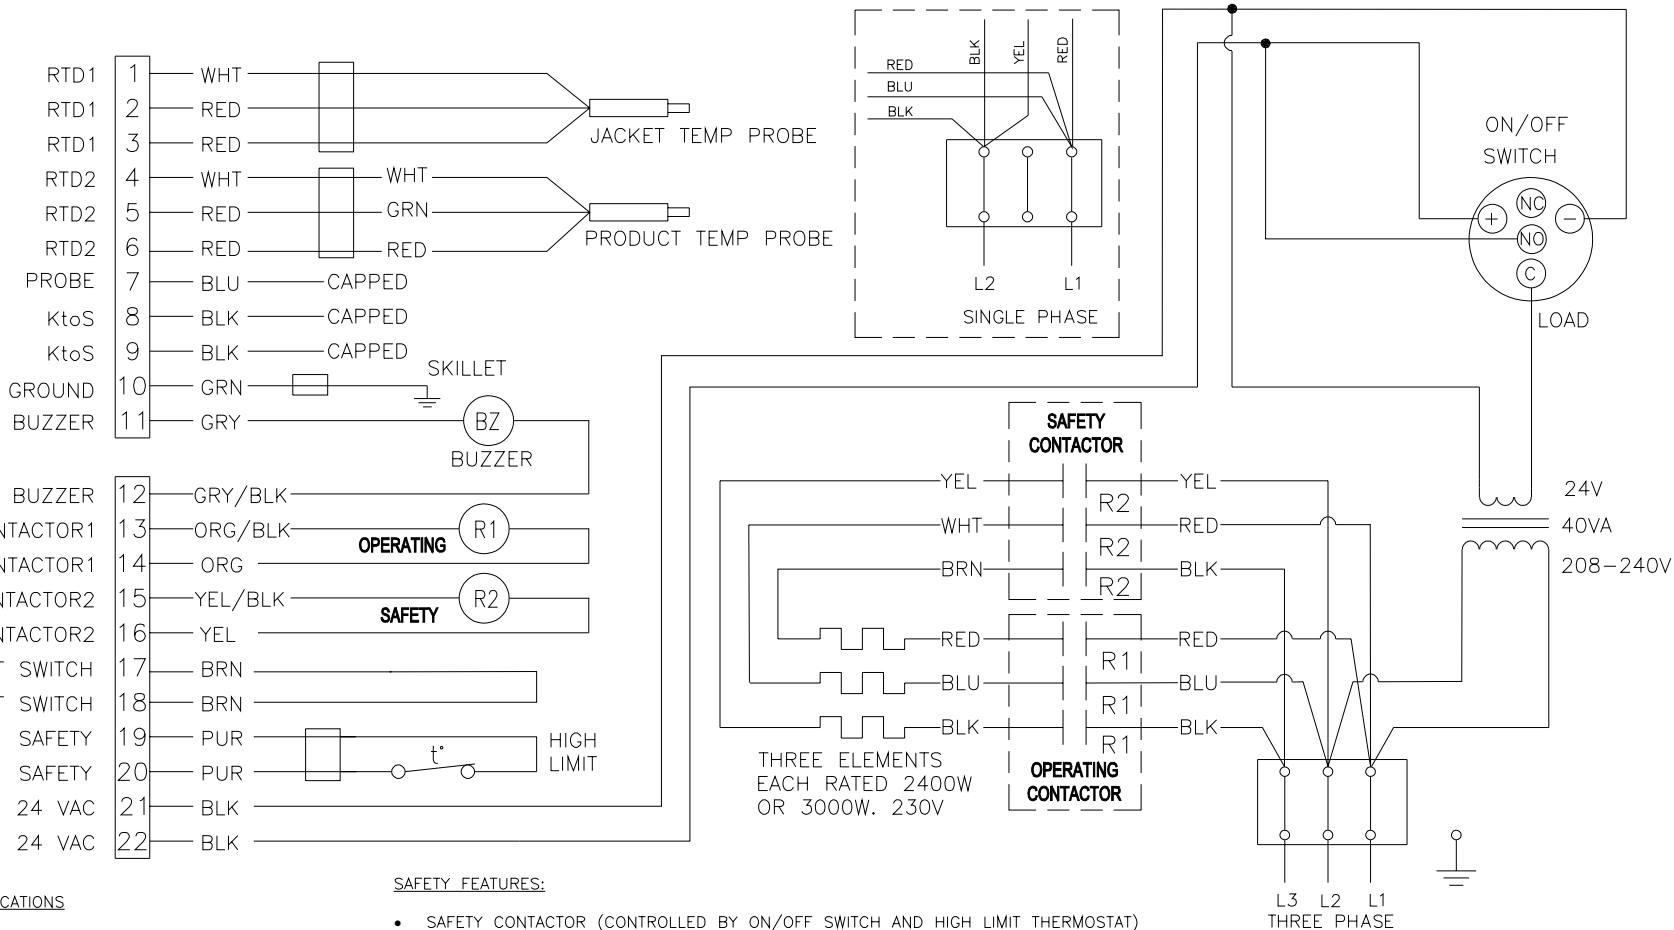 RTD1 1 WHT
RTD1 2 RED
RTD1 3 RED
JACKET TEMP PROBE
RTD2 4 WHT WHT
RTD2 5 RED GRN
RTD2 6 RED RED
PRODUCT TEMP PROBE
PROBE 7 BLU CAPPED
KtoS 8 BLK CAPPED
KtoS 9 BLK CAPPED
GROUND 10 GRN
SKILLET
BUZZER 11 GRY
BZ
BUZZER
BUZZER 12 GRY/BLK
NTACTOR1 13 ORG/BLK R1
OPERATING
NTACTOR1 14 ORG
NTACTOR2 15 YEL/BLK R2
SAFETY
NTACTOR2 16 YEL
T SWITCH 17 BRN
T SWITCH 18 BRN
SAFETY 19 PUR
SAFETY 20 PUR
t°
HIGH
LIMIT
24 VAC 21 BLK
24 VAC 22 BLK
BLK
YEL
RED
RED
BLU
BLK
L2 L1
SINGLE PHASE
ON/OFF
SWITCH
NC
+ -
NO
C
LOAD
24V
40VA
208-240V
SAFETY
CONTACTOR
YEL YEL
R2
WHT RED
R2
BRN BLK
R2
RED RED
R1
BLU BLU
R1
BLK BLK
R1
OPERATING
CONTACTOR
THREE ELEMENTS
EACH RATED 2400W
OR 3000W. 230V
L3 L2 L1
THREE PHASE
CATIONS
SAFETY FEATURES:
• SAFETY CONTACTOR (CONTROLLED BY ON/OFF SWITCH AND HIGH LIMIT THERMOSTAT)